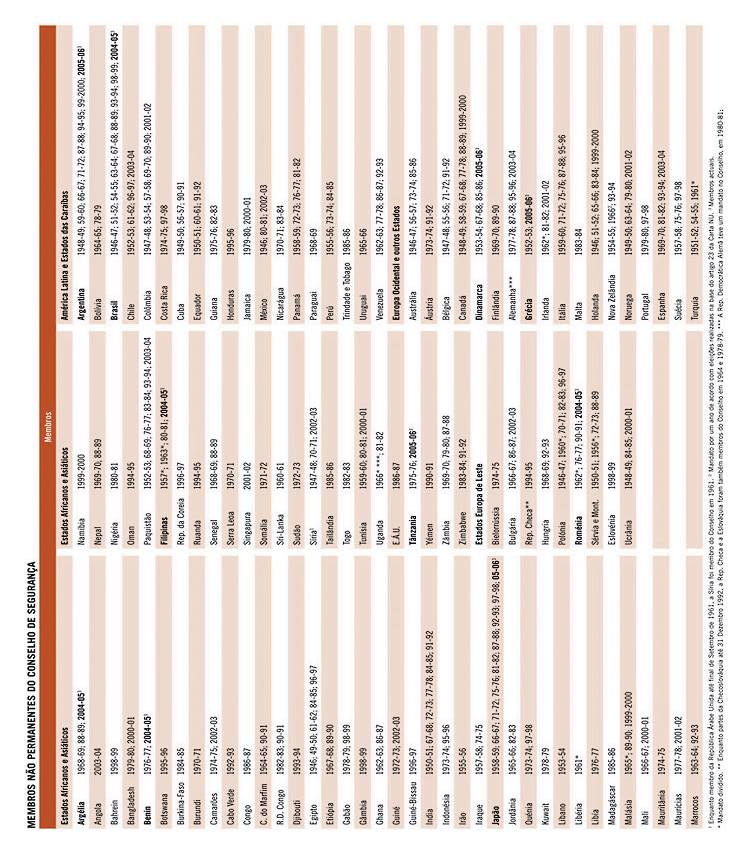 MEMBROS NÃO PERMANENTES DO CONSELHO DE SEGURANÇA
Membros
Estados Africanos e Asiáticos
Argélia 1968-69; 88-89; 2004-05³
Angola 2003-04
Bahrein 1998-99
Bangladesh 1979-80; 2000-01
Benin 1976-77; 2004-05³
Botswana 1995-96
Burkina-Faso 1984-85
Burundi 1970-71
Camarões 1974-75; 2002-03
Cabo Verde 1992-93
Congo 1986-87
C. do Marfim 1964-65; 90-91
R.D. Congo 1982-83; 90-91
Djibouti 1993-94
Egipto 1946; 49-50; 61-62; 84-85; 96-97
Etiópia 1967-68; 89-90
Gabão 1978-79; 98-99
Gâmbia 1998-99
Ghana 1962-63; 86-87
Guiné 1972-73; 2002-03
Guiné-Bissau 1996-97
India 1950-51; 67-68; 72-73; 77-78; 84-85; 91-92
Indonésia 1973-74; 95-96
Irão 1955-56
Iraque 1957-58; 74-75
Japão 1958-59; 66-67; 71-72; 75-76; 81-82; 87-88; 92-93; 97-98; 05-06³
Jordânia 1965-66; 82-83
Quénia 1973-74; 97-98
Kuwait 1978-79
Líbano 1953-54
Libéria 1961*
Líbia 1976-77
Madagáscar 1985-86
Malásia 1965*; 89-90; 1999-2000
Mali 1966-67; 2000-01
Mauritânia 1974-75
Maurícias 1977-78; 2001-02
Marrocos 1963-64; 92-93
Estados Africanos e Asiáticos
Namíbia 1999-2000
Nepal 1969-70, 88-89
Nigéria 1980-81
Oman 1994-95
Paquistão 1952-53; 68-69; 76-77; 83-84; 93-94; 2003-04
Filipinas 1957*; 1963*; 80-81; 2004-05³
Rep. da Coreia 1996-97
Ruanda 1994-95
Senegal 1968-69; 88-89
Serra Leoa 1970-71
Singapura 2001-02
Somália 1971-72
Sri-Lanka 1960-61
Sudão 1972-73
Síria¹ 1947-48; 70-71; 2002-03
Tailândia 1985-86
Togo 1982-83
Tunísia 1959-60; 80-81; 2000-01
Uganda 1966* ***; 81-82
E.A.U. 1986-87
Tânzania 1975-76; 2005-06³
Yémen 1990-91
Zâmbia 1969-70; 79-80; 87-88
Zimbabwe 1983-84; 91-92
Estados Europa de Leste
Bielorrússia 1974-75
Bulgária 1966-67; 86-87; 2002-03
Rep. Checa** 1994-95
Hungria 1968-69; 92-93
Polónia 1946-47; 1960*; 70-71; 82-83; 96-97
Roménia 1962*; 76-77; 90-91; 2004-05³
Sérvia e Mont. 1950-51; 1956*; 72-73; 88-89
Eslovénia 1998-99
Ucrânia 1948-49; 84-85; 2000-01
América Latina e Estados das Caraíbas
Argentina 1948-49; 59-60; 66-67; 71-72; 87-88; 94-95; 99-2000; 2005-06³
Bolívia 1964-65; 78-79
Brasil 1946-47; 51-52; 54-55; 63-64; 67-68; 88-89; 93-94; 98-99; 2004-05³
Chile 1952-53; 61-62; 96-97; 2003-04
Colômbia 1947-48; 53-54; 57-58; 69-70; 89-90; 2001-02
Costa Rica 1974-75; 97-98
Cuba 1949-50; 56-57; 90-91
Equador 1950-51; 60-61; 91-92
Guiana 1975-76; 82-83
Honduras 1995-96
Jamaica 1979-80; 2000-01
México 1946; 80-81; 2002-03
Nicarágua 1970-71; 83-84
Panamá 1958-59; 72-73; 76-77; 81-82
Paraguai 1968-69
Perú 1955-56; 73-74; 84-85
Trindade e Tobago 1985-86
Uruguai 1965-66
Venezuela 1962-63; 77-78; 86-87; 92-93
Europa Ocidental e outros Estados
Austrália 1946-47; 56-57; 73-74; 85-86
Áustria 1973-74; 91-92
Bélgica 1947-48; 55-56; 71-72; 91-92
Canadá 1948-49; 58-59; 67-68; 77-78; 88-89; 1999-2000
Dinamarca 1953-54; 67-68; 85-86; 2005-06³
Finlândia 1969-70; 89-90
Alemanha*** 1977-78; 87-88; 95-96; 2003-04
Grécia 1952-53; 2005-06³
Irlanda 1962*; 81-82; 2001-02
Itália 1959-60; 71-72; 75-76; 87-88; 95-96
Malta 1983-84
Holanda 1946; 51-52; 65-66; 83-84; 1999-2000
Nova Zelândia 1954-55; 1966²; 93-94
Noruega 1949-50; 63-64; 79-80; 2001-02
Portugal 1979-80; 97-98
Espanha 1969-70; 81-82; 93-94; 2003-04
Suécia 1957-58; 75-76; 97-98
Turquia 1951-52; 54-55; 1961*
¹ Enquanto membro da República Árabe Unida até final de Setembro de 1961, a Síria foi membro do Conselho em 1961. ² Mandato por um ano de acordo com eleições realizadas na base do artigo 23 da Carta NU. ³ Membros actuais.
* Mandato dividido. ** Enquanto partes da Checoslováquia até 31 Dezembro 1992, a Rep. Checa e a Eslováquia foram também membros do Conselho em 1964 e 1978-79. *** A Rep. Democrática Alemã teve um mandato no Conselho, em 1980-81;